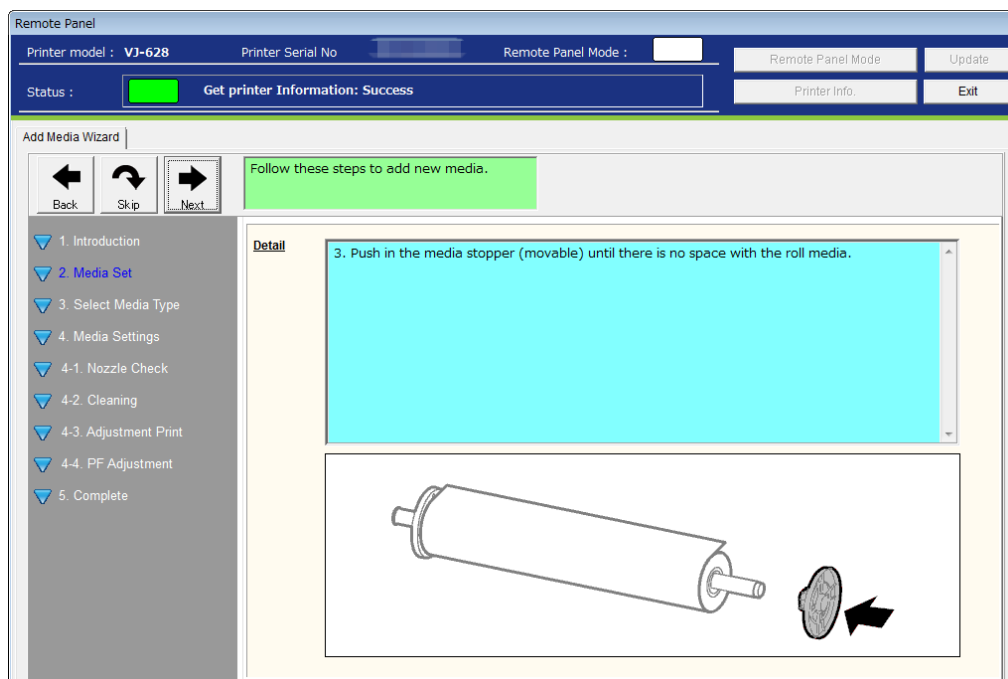 Remote Panel
Printer model : VJ-628 Printer Serial No Remote Panel Mode :
Remote Panel Mode Update
Status : Get printer Information: Success
Printer Info. Exit
Add Media Wizard
Back Skip Next
Follow these steps to add new media.
1. Introduction
2. Media Set
3. Select Media Type
4. Media Settings
4-1. Nozzle Check
4-2. Cleaning
4-3. Adjustment Print
4-4. PF Adjustment
5. Complete
Detail
3. Push in the media stopper (movable) until there is no space with the roll media.